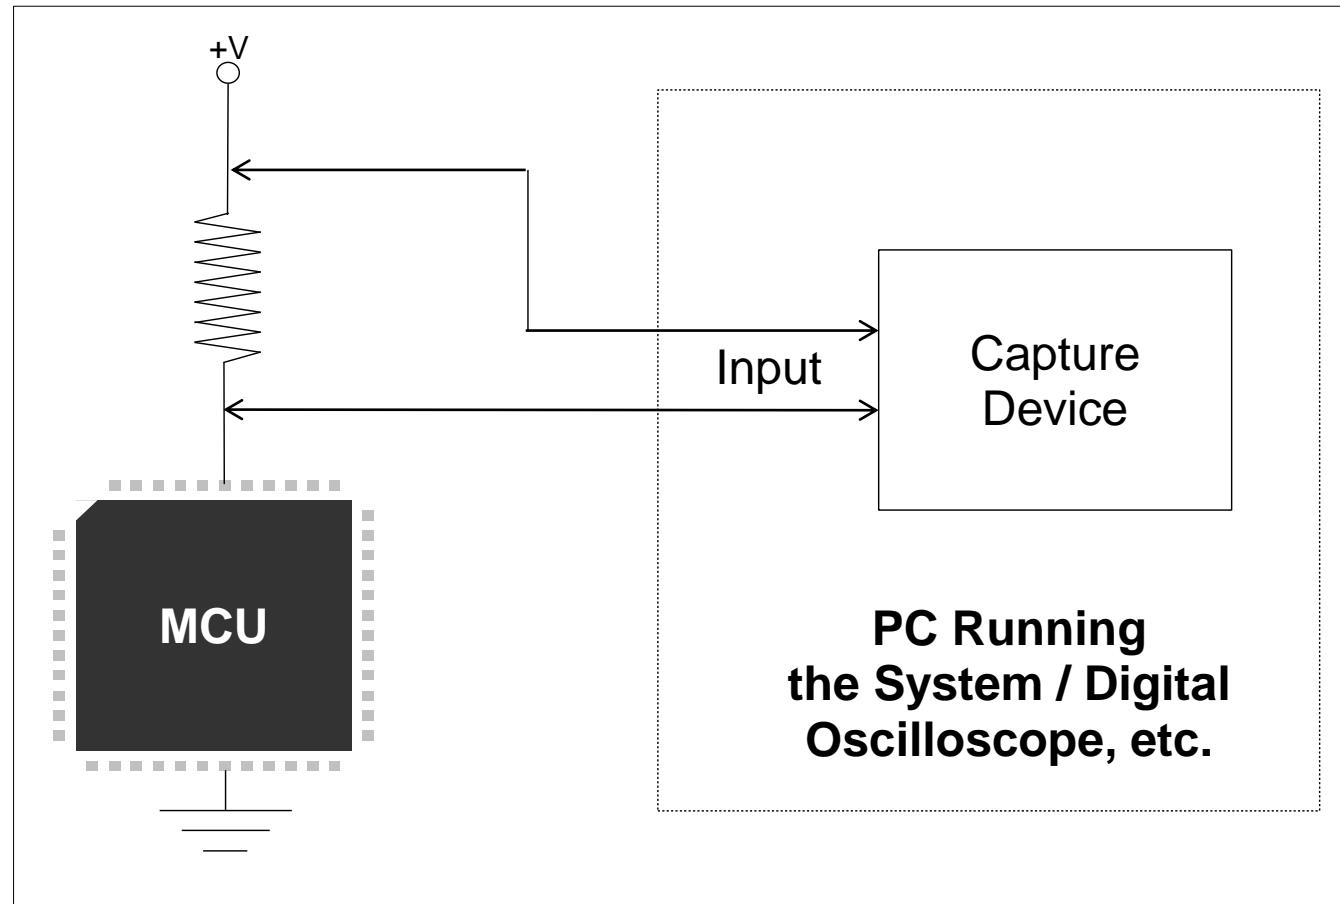 +V
Input
Capture
Device
MCU
PC Running
the System / Digital
Oscilloscope, etc.